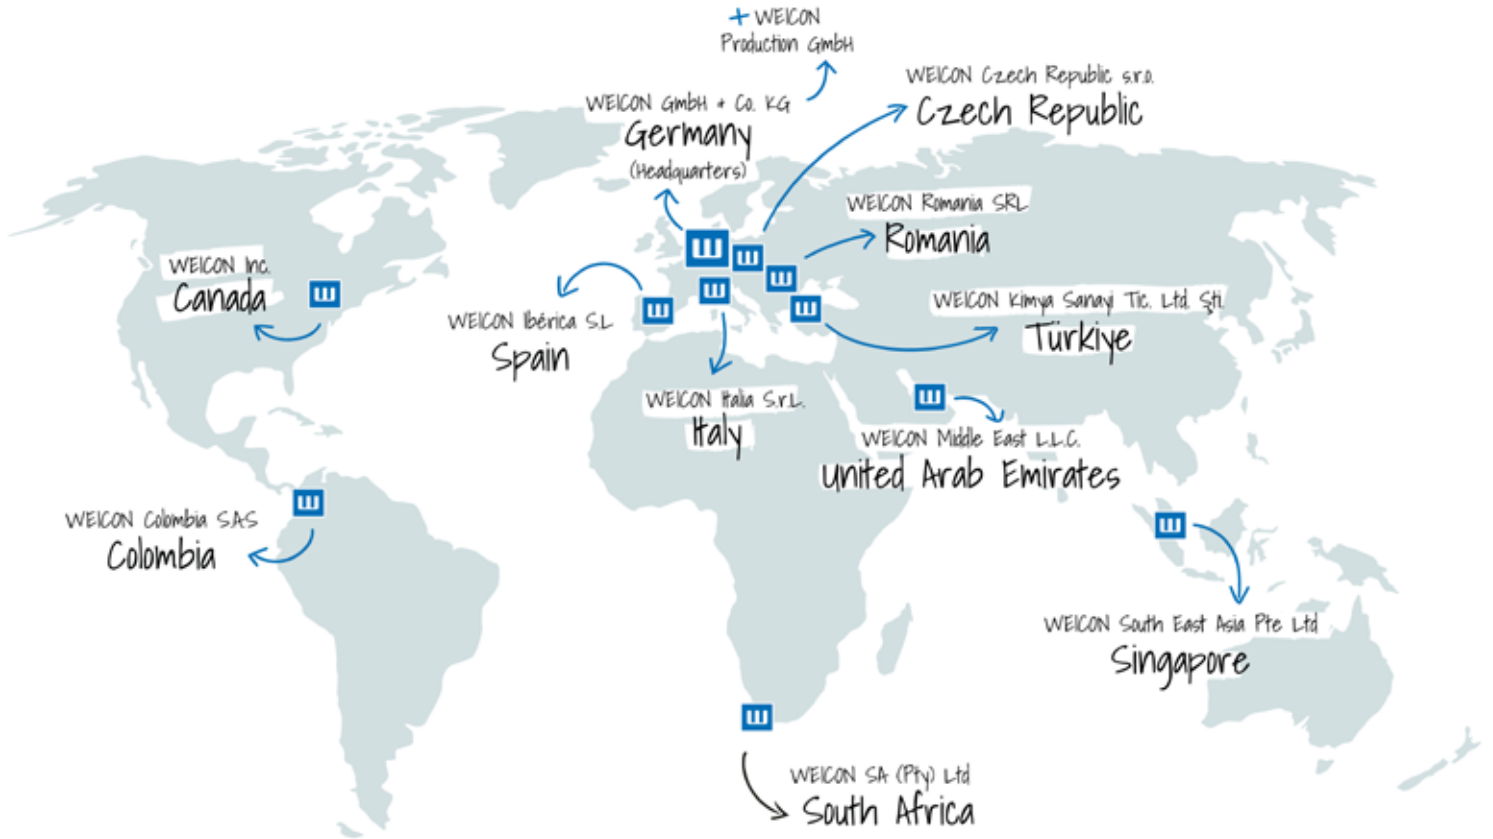 + WEICON
Production GmbH
WEICON GmbH + Co. KG
Germany
(Headquarters)
WEICON Czech Republic s.r.o.
Czech Republic
WEICON Romania SRL
Romania
WEICON Inc.
Canada
WEICON Ibérica S.L
Spain
WEICON Kimya Sanayi Tic. Ltd. Şti.
Türkiye
WEICON Italia S.r.L.
Italy
WEICON Middle East L.L.C.
United Arab Emirates
WEICON Colombia S.A.S
Colombia
WEICON South East Asia Pte Ltd
Singapore
WEICON SA (Pty) Ltd
South Africa